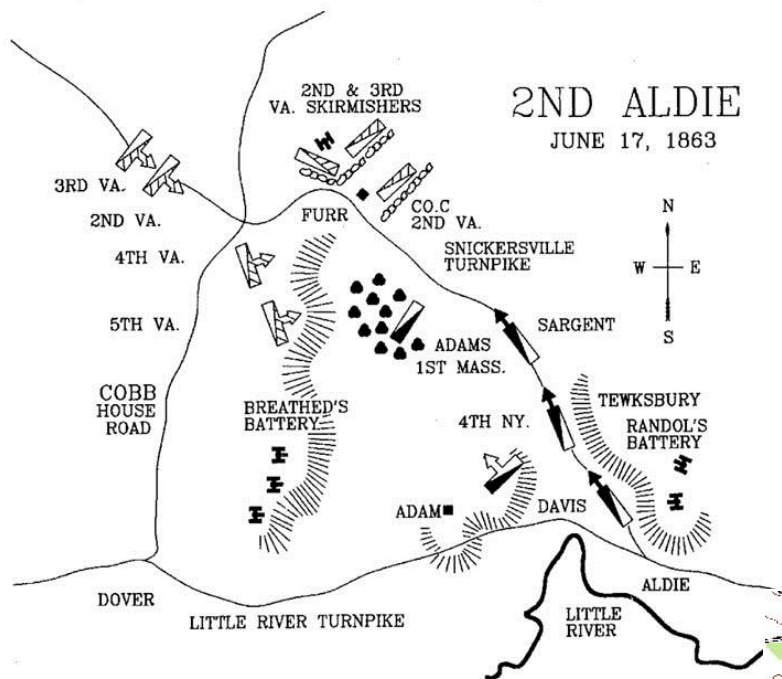 2ND ALDIE
JUNE 17, 1863
2ND & 3RD
VA. SKIRMISHERS
3RD VA.
2ND VA.
4TH VA.
5TH VA.
FURR
CO.C
2ND VA.
SNICKERSVILLE
TURNPIKE
N
W E
S
SARGENT
ADAMS
1ST MASS.
COBB
HOUSE
ROAD
BREATHED'S
BATTERY
4TH NY.
TEWKSBURY
RANDOL'S
BATTERY
ADAM
DAVIS
DOVER
LITTLE RIVER TURNPIKE
ALDIE
LITTLE
RIVER